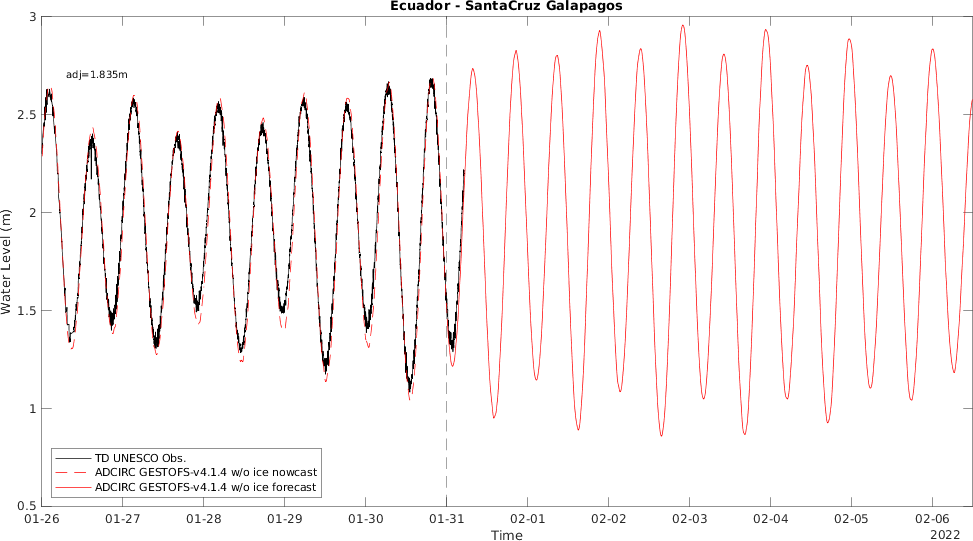 Ecuador - SantaCruz Galapagos
3
adj=1.835m
2.5
2
Water Level (m)
1.5
1
TD UNESCO Obs.
ADCIRC GESTOFS-v4.1.4 w/o ice nowcast
ADCIRC GESTOFS-v4.1.4 w/o ice forecast
0.5
01-26 01-27 01-28 01-29 01-30 01-31 02-01 02-02 02-03 02-04 02-05 02-06
Time 2022